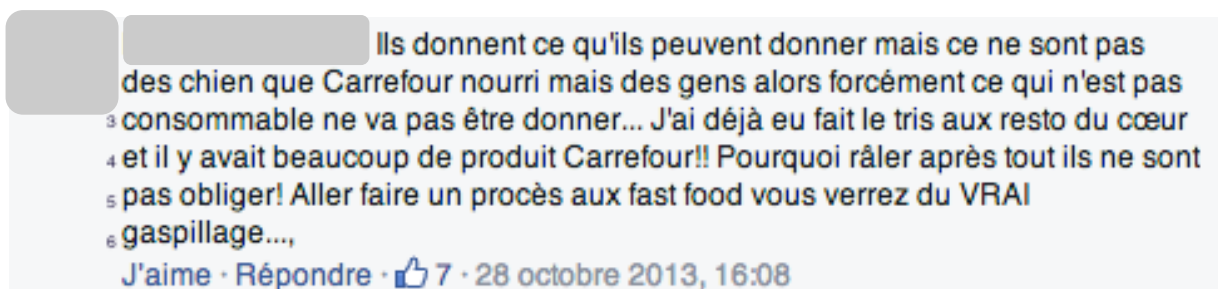 Ils donnent ce qu'ils peuvent donner mais ce ne sont pas
des chien que Carrefour nourri mais des gens alors forcément ce qui n'est pas
3 consommable ne va pas être donner... J'ai déjà eu fait le tris aux resto du cœur
4 et il y avait beaucoup de produit Carrefour!! Pourquoi râler après tout ils ne sont
5 pas obliger! Aller faire un procès aux fast food vous verrez du VRAI
6 gaspillage...,
J'aime · Répondre · 7 · 28 octobre 2013, 16:08